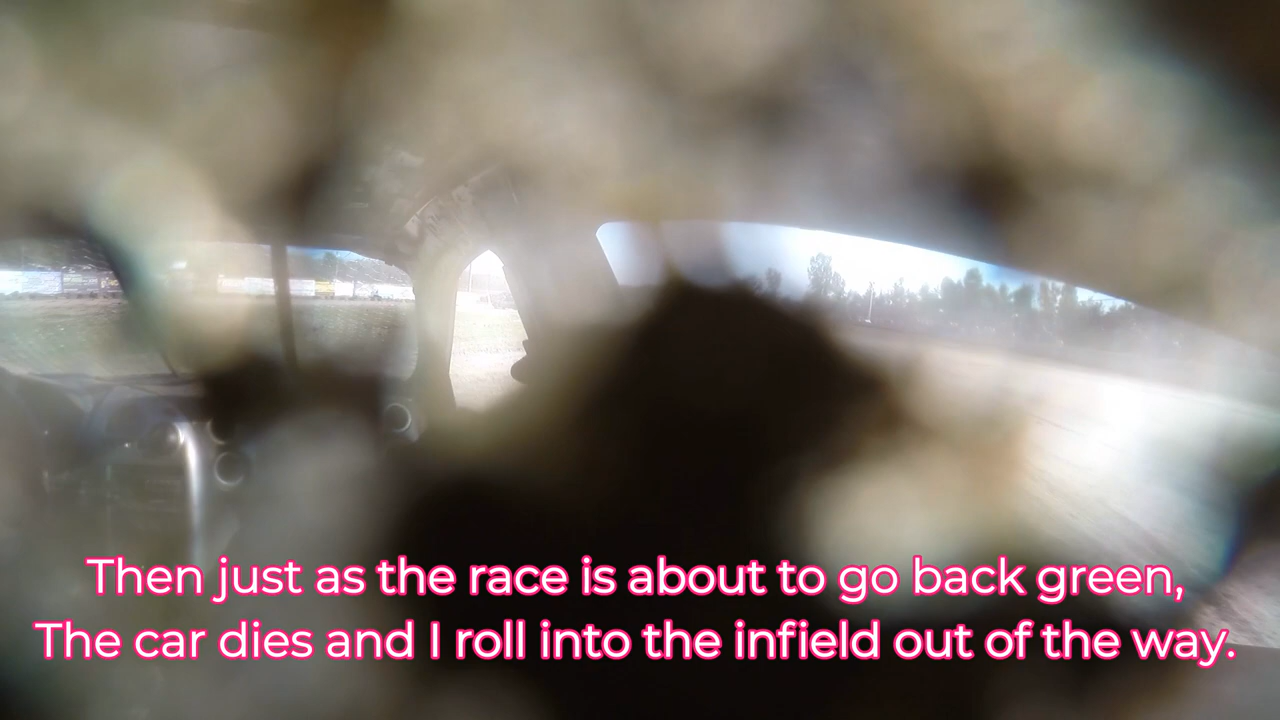 Then just as the race is about to go back green,
The car dies and I roll into the infield out of the way.